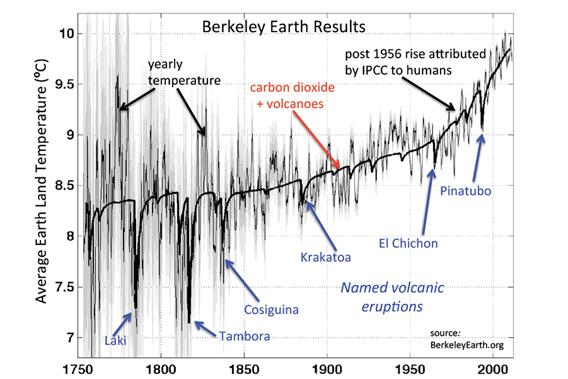 Berkeley Earth Results
Average Earth Land Temperature (ºC)
10
9.5
9
8.5
8
7.5
7
yearly
temperature
carbon dioxide
+ volcanoes
post 1956 rise attributed
by IPCC to humans
Pinatubo
El Chichon
Krakatoa
Named volcanic
eruptions
Cosiguina
Laki
Tambora
source:
BerkeleyEarth.org
1750
1800
1850
1900
1950
2000